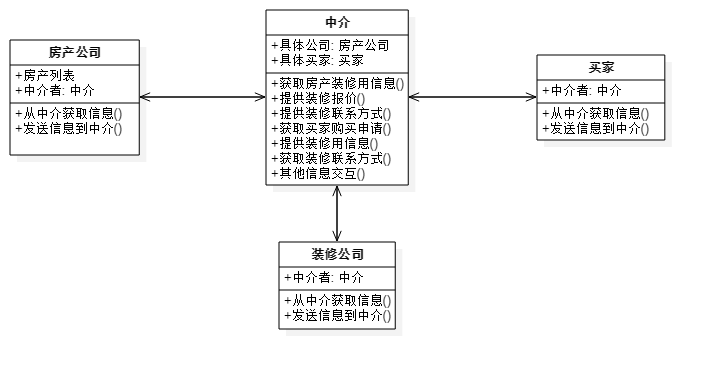 房产公司
+房产列表
+中介者: 中介
+从中介获取信息()
+发送信息到中介()
中介
+具体公司: 房产公司
+具体买家: 买家
+获取房产装修用信息()
+提供装修报价()
+提供装修联系方式()
+获取买家购买申请()
+提供装修用信息()
+获取装修联系方式()
+其他信息交互()
买家
+中介者: 中介
+从中介获取信息()
+发送信息到中介()
装修公司
+中介者: 中介
+从中介获取信息()
+发送信息到中介()